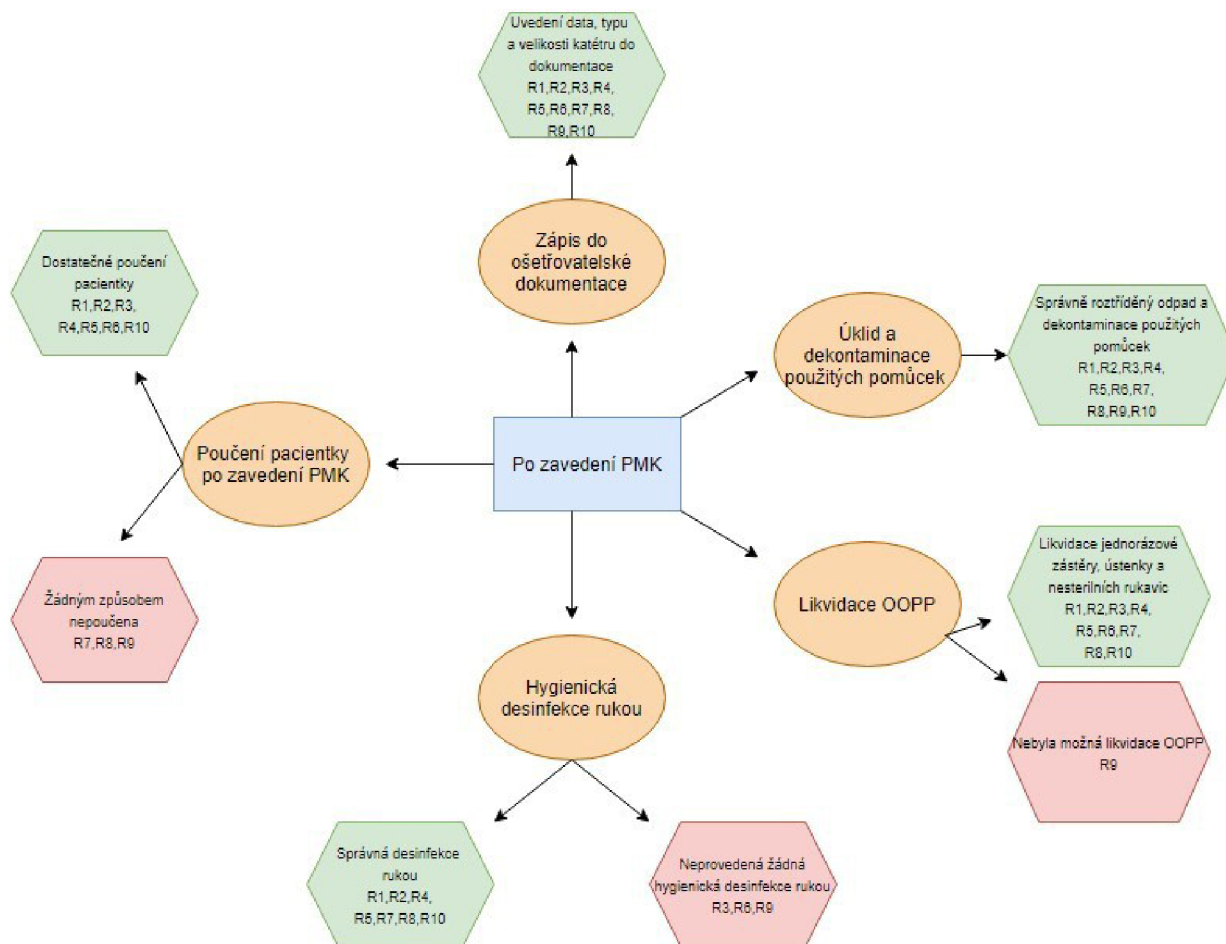 Uvedení data, typu
a velikosti katétru do
dokumentace
R1,R2,R3,R4,
R5,R6,R7,R8,
R9,R10
Zápis do
ošetřovatelské
dokumentace
Dostatečné poučení
pacientky
R1,R2,R3,
R4,R5,R6,R10
Úklid a
dekontaminace
použitých pomůcek
Správně roztříděný odpad a
dekontaminace použitých
pomůcek
R1,R2,R3,R4,
R5,R6,R7,
R8,R9,R10
Poučení pacientky
po zavedení PMK
Po zavedení PMK
Žádným způsobem
nepoučena
R7,R8,R9
Likvidace OOPP
Likvidace jednorázové
zástěry, ústenky a
nesterilních rukavic
R1,R2,R3,R4,
R5,R6,R7,
R8,R10
Nebyla možná likvidace OOPP
R9
Hygienická
desinfekce rukou
Správná desinfekce
rukou
R1,R2,R4,
R5,R7,R8,R10
Neprovedená žádná
hygienická desinfekce rukou
R3,R6,R9